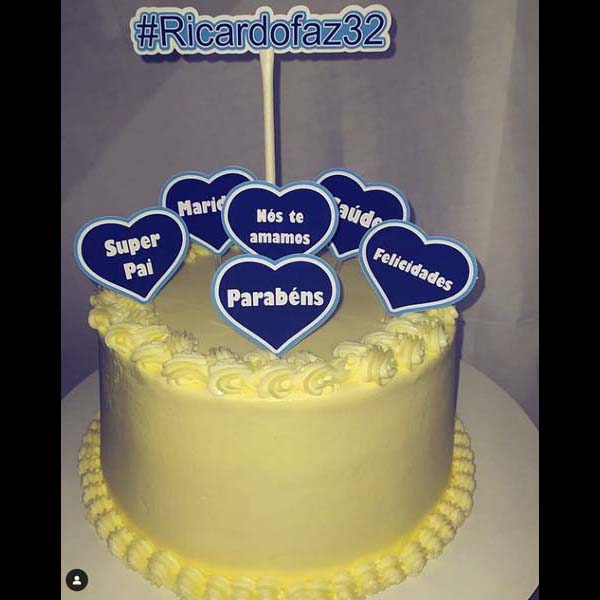 #Ricardofaz32
Nós te
amamos
Super
Pai
Felicidades
Parabéns